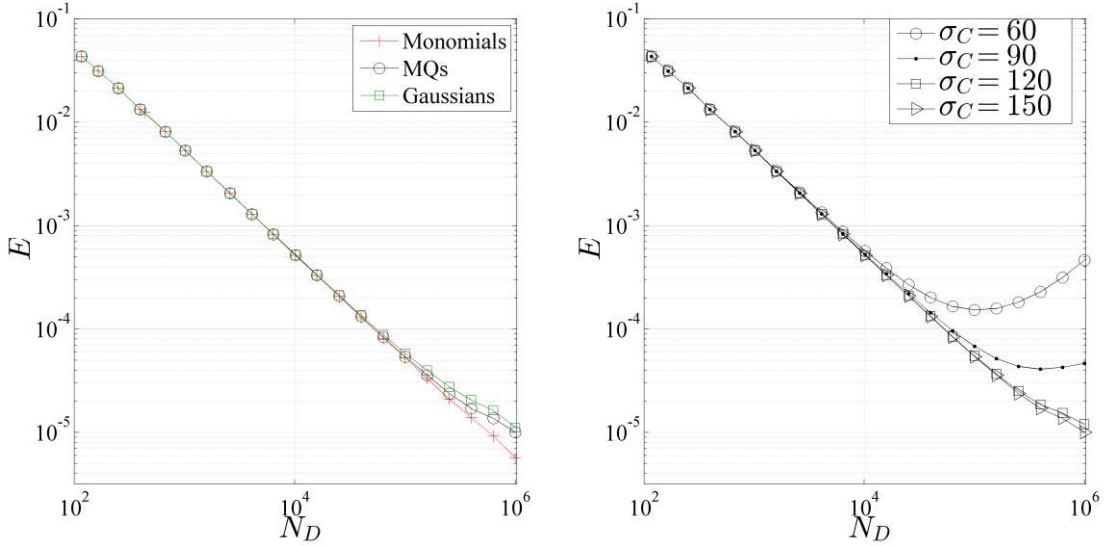 10^-1
10^-2
10^-3
10^-4
10^-5
E
10^2
10^4
10^6
N_D
Monomials
MQs
Gaussians
10^-1
10^-2
10^-3
10^-4
10^-5
E
10^2
10^4
10^6
N_D
σ_C = 60
σ_C = 90
σ_C = 120
σ_C = 150